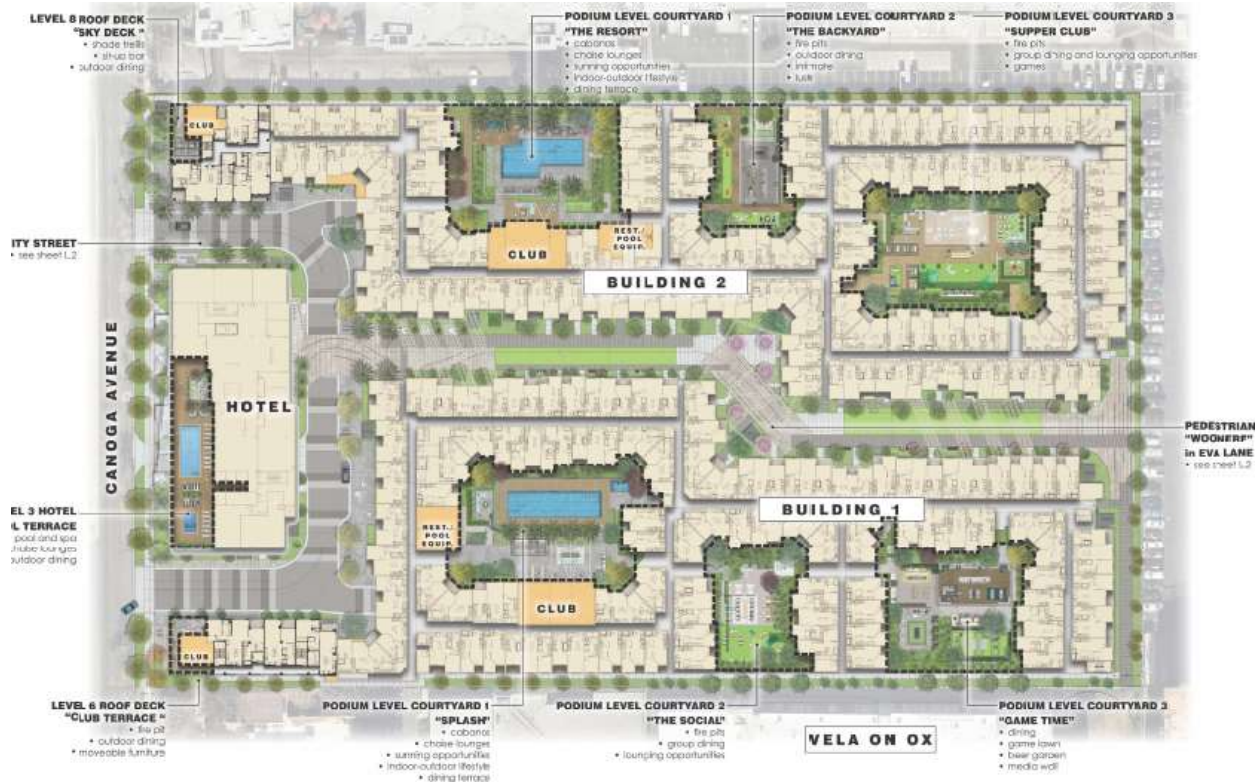 LEVEL 8 ROOF DECK
"SKY DECK"
• shade trellis
• sit-up bar
• outdoor dining
PODIUM LEVEL COURTYARD 1
"THE RESORT"
• cabanas
• chaise lounges
• sunning opportunities
• indoor-outdoor lifestyle
• dining terrace
PODIUM LEVEL COURTYARD 2
"THE BACKYARD"
• fire pits
• outdoor dining
• intimate
• lush
PODIUM LEVEL COURTYARD 3
"SUPPER CLUB"
• fire pits
• group dining and lounging opportunities
• games
CLUB
REST./
POOL
EQUIP.
CLUB
BUILDING 2
ITY STREET
• see sheet L.2
CANOGA AVENUE
HOTEL
PEDESTRIAN
"WOONERF"
in EVA LANE
• see sheet L.2
EL 3 HOTEL
OL TERRACE
pool and spa
chaise lounges
outdoor dining
REST./
POOL
EQUIP.
BUILDING 1
CLUB
CLUB
LEVEL 6 ROOF DECK
"CLUB TERRACE"
• fire pit
• outdoor dining
• moveable furniture
PODIUM LEVEL COURTYARD 1
"SPLASH"
• cabanas
• chaise lounges
• sunning opportunities
• indoor-outdoor lifestyle
• dining terrace
PODIUM LEVEL COURTYARD 2
"THE SOCIAL"
• fire pits
• group dining
• lounging opportunities
VELA ON OX
PODIUM LEVEL COURTYARD 3
"GAME TIME"
• dining
• game lawn
• beer garden
• media wall